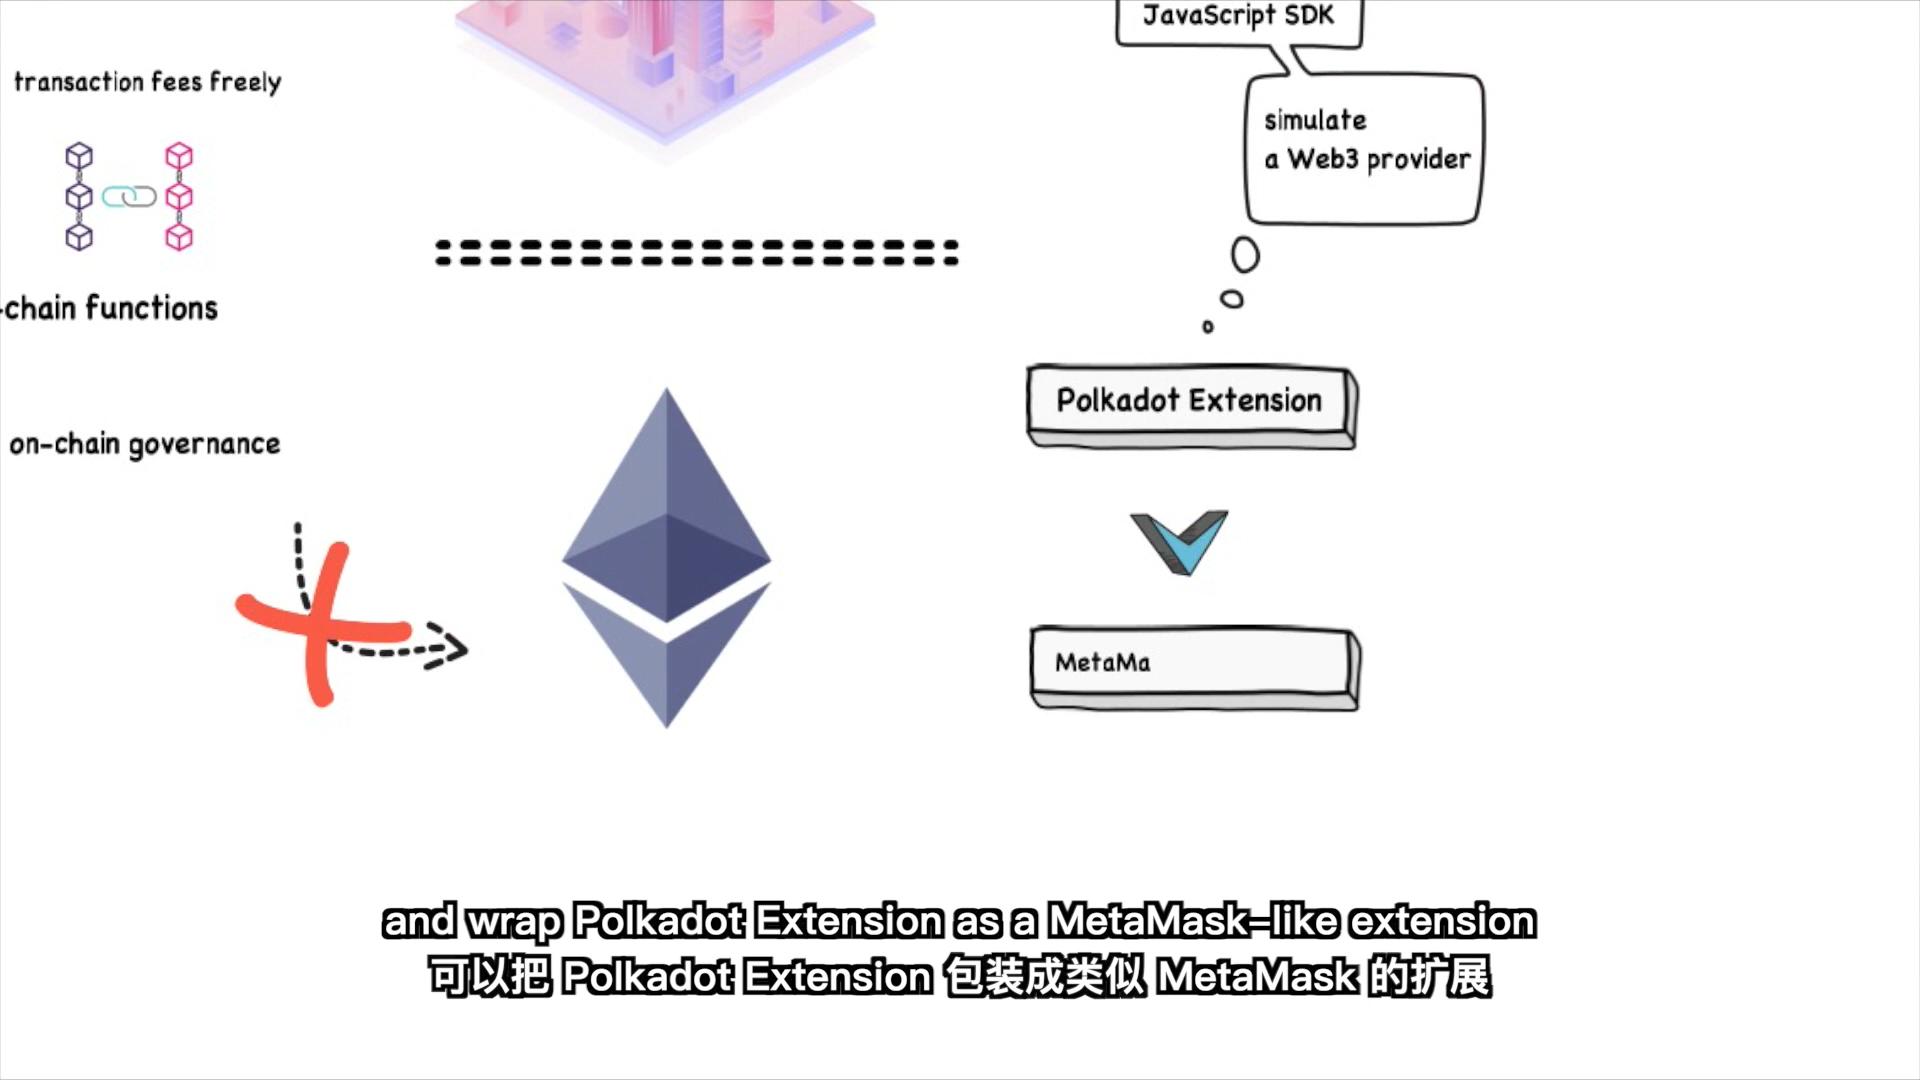 JavaScript SDK
transaction fees freely
simulate
a Web3 provider
-chain functions
Polkadot Extension
on-chain governance
MetaMa
and wrap Polkadot Extension as a MetaMask-like extension
可以把 Polkadot Extension 包装成类似 MetaMask 的扩展